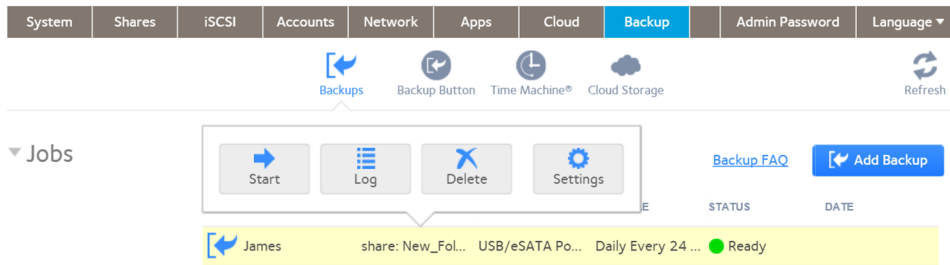 System Shares iSCSI Accounts Network Apps Cloud Backup Admin Password Language
Backups Backup Button Time Machine® Cloud Storage Refresh
Jobs
Start Log Delete Settings
Backup FAQ Add Backup
E STATUS DATE
James share: New_Fol... USB/eSATA Po... Daily Every 24 ... Ready